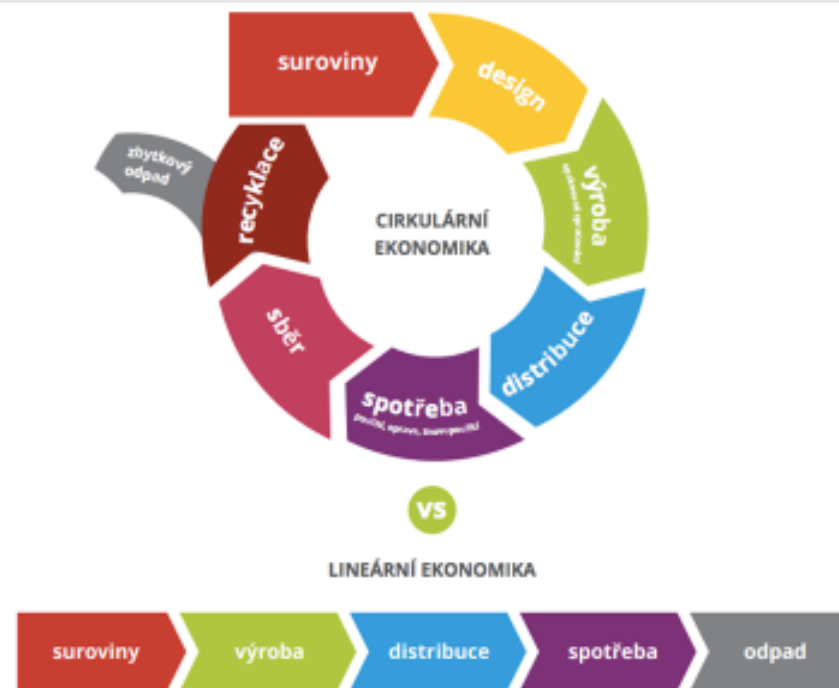 suroviny
design
výroba
distribuce
spotřeba
sběr
recyklace
zbytkový
odpad
CIRKULÁRNÍ
EKONOMIKA
vs
LINEÁRNÍ EKONOMIKA
suroviny
výroba
distribuce
spotřeba
odpad